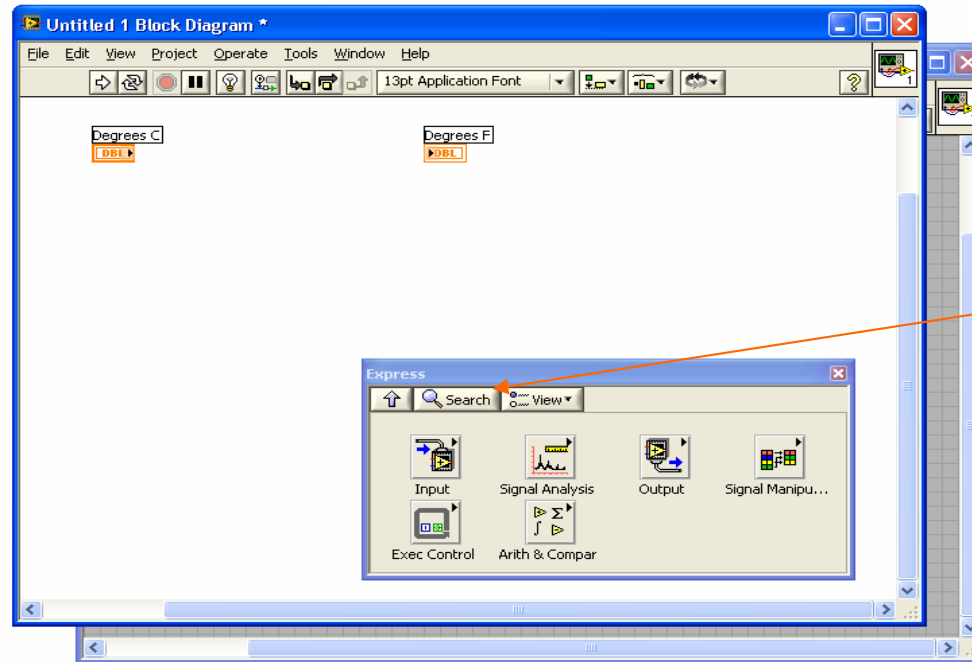 Untitled 1 Block Diagram *
File Edit View Project Operate Tools Window Help
13pt Application Font
1
Degrees C
DBL
Degrees F
DBL
Express
Search View
Input Signal Analysis Output Signal Manipu...
Exec Control Arith & Compar